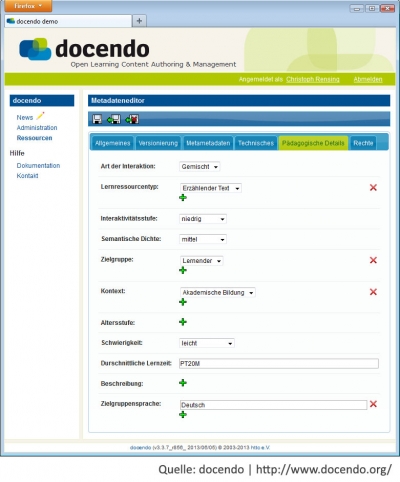 Firefox
docendo demo
docendo
Open Learning Content Authoring & Management
Angemeldet als Christoph Rensing Abmelden
docendo
News
Administration
Ressourcen
Hilfe
Dokumentation
Kontakt
Metadateneditor
Allgemeines Versionierung Metametadaten Technisches Pädagogische Details Rechte
Art der Interaktion: Gemischt
Lernressourcentyp: Erzählender Text
Interaktivitätsstufe: niedrig
Semantische Dichte: mittel
Zielgruppe: Lernender
Kontext: Akademische Bildung
Altersstufe:
Schwierigkeit: leicht
Durschnittliche Lernzeit: PT20M
Beschreibung:
Zielgruppensprache: Deutsch
docendo (v3.3.7_r656_ 2013/06/05) © 2003-2013 httc e.V.
Quelle: docendo | http://www.docendo.org/